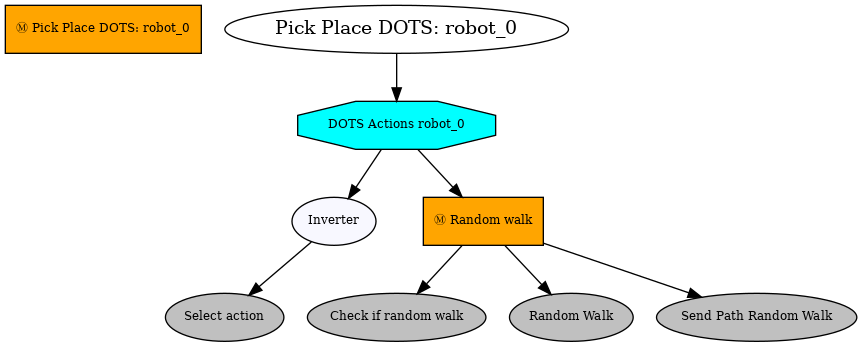 Ⓜ Pick Place DOTS: robot_0
Pick Place DOTS: robot_0
DOTS Actions robot_0
Inverter
Ⓜ Random walk
Select action
Check if random walk
Random Walk
Send Path Random Walk